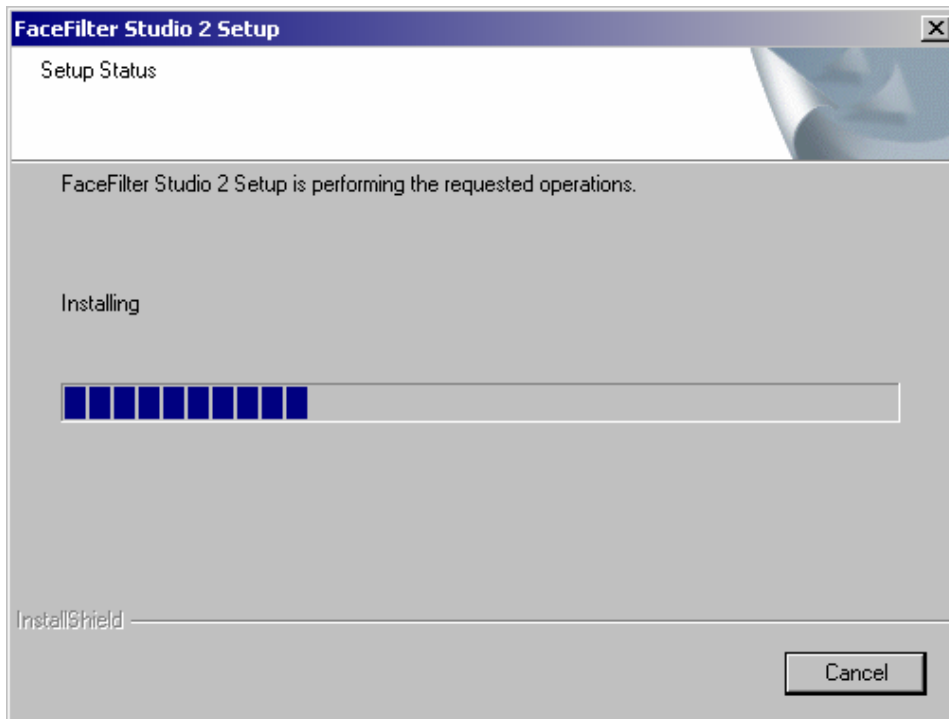 FaceFilter Studio 2 Setup
Setup Status
FaceFilter Studio 2 Setup is performing the requested operations.
Installing
InstallShield
Cancel